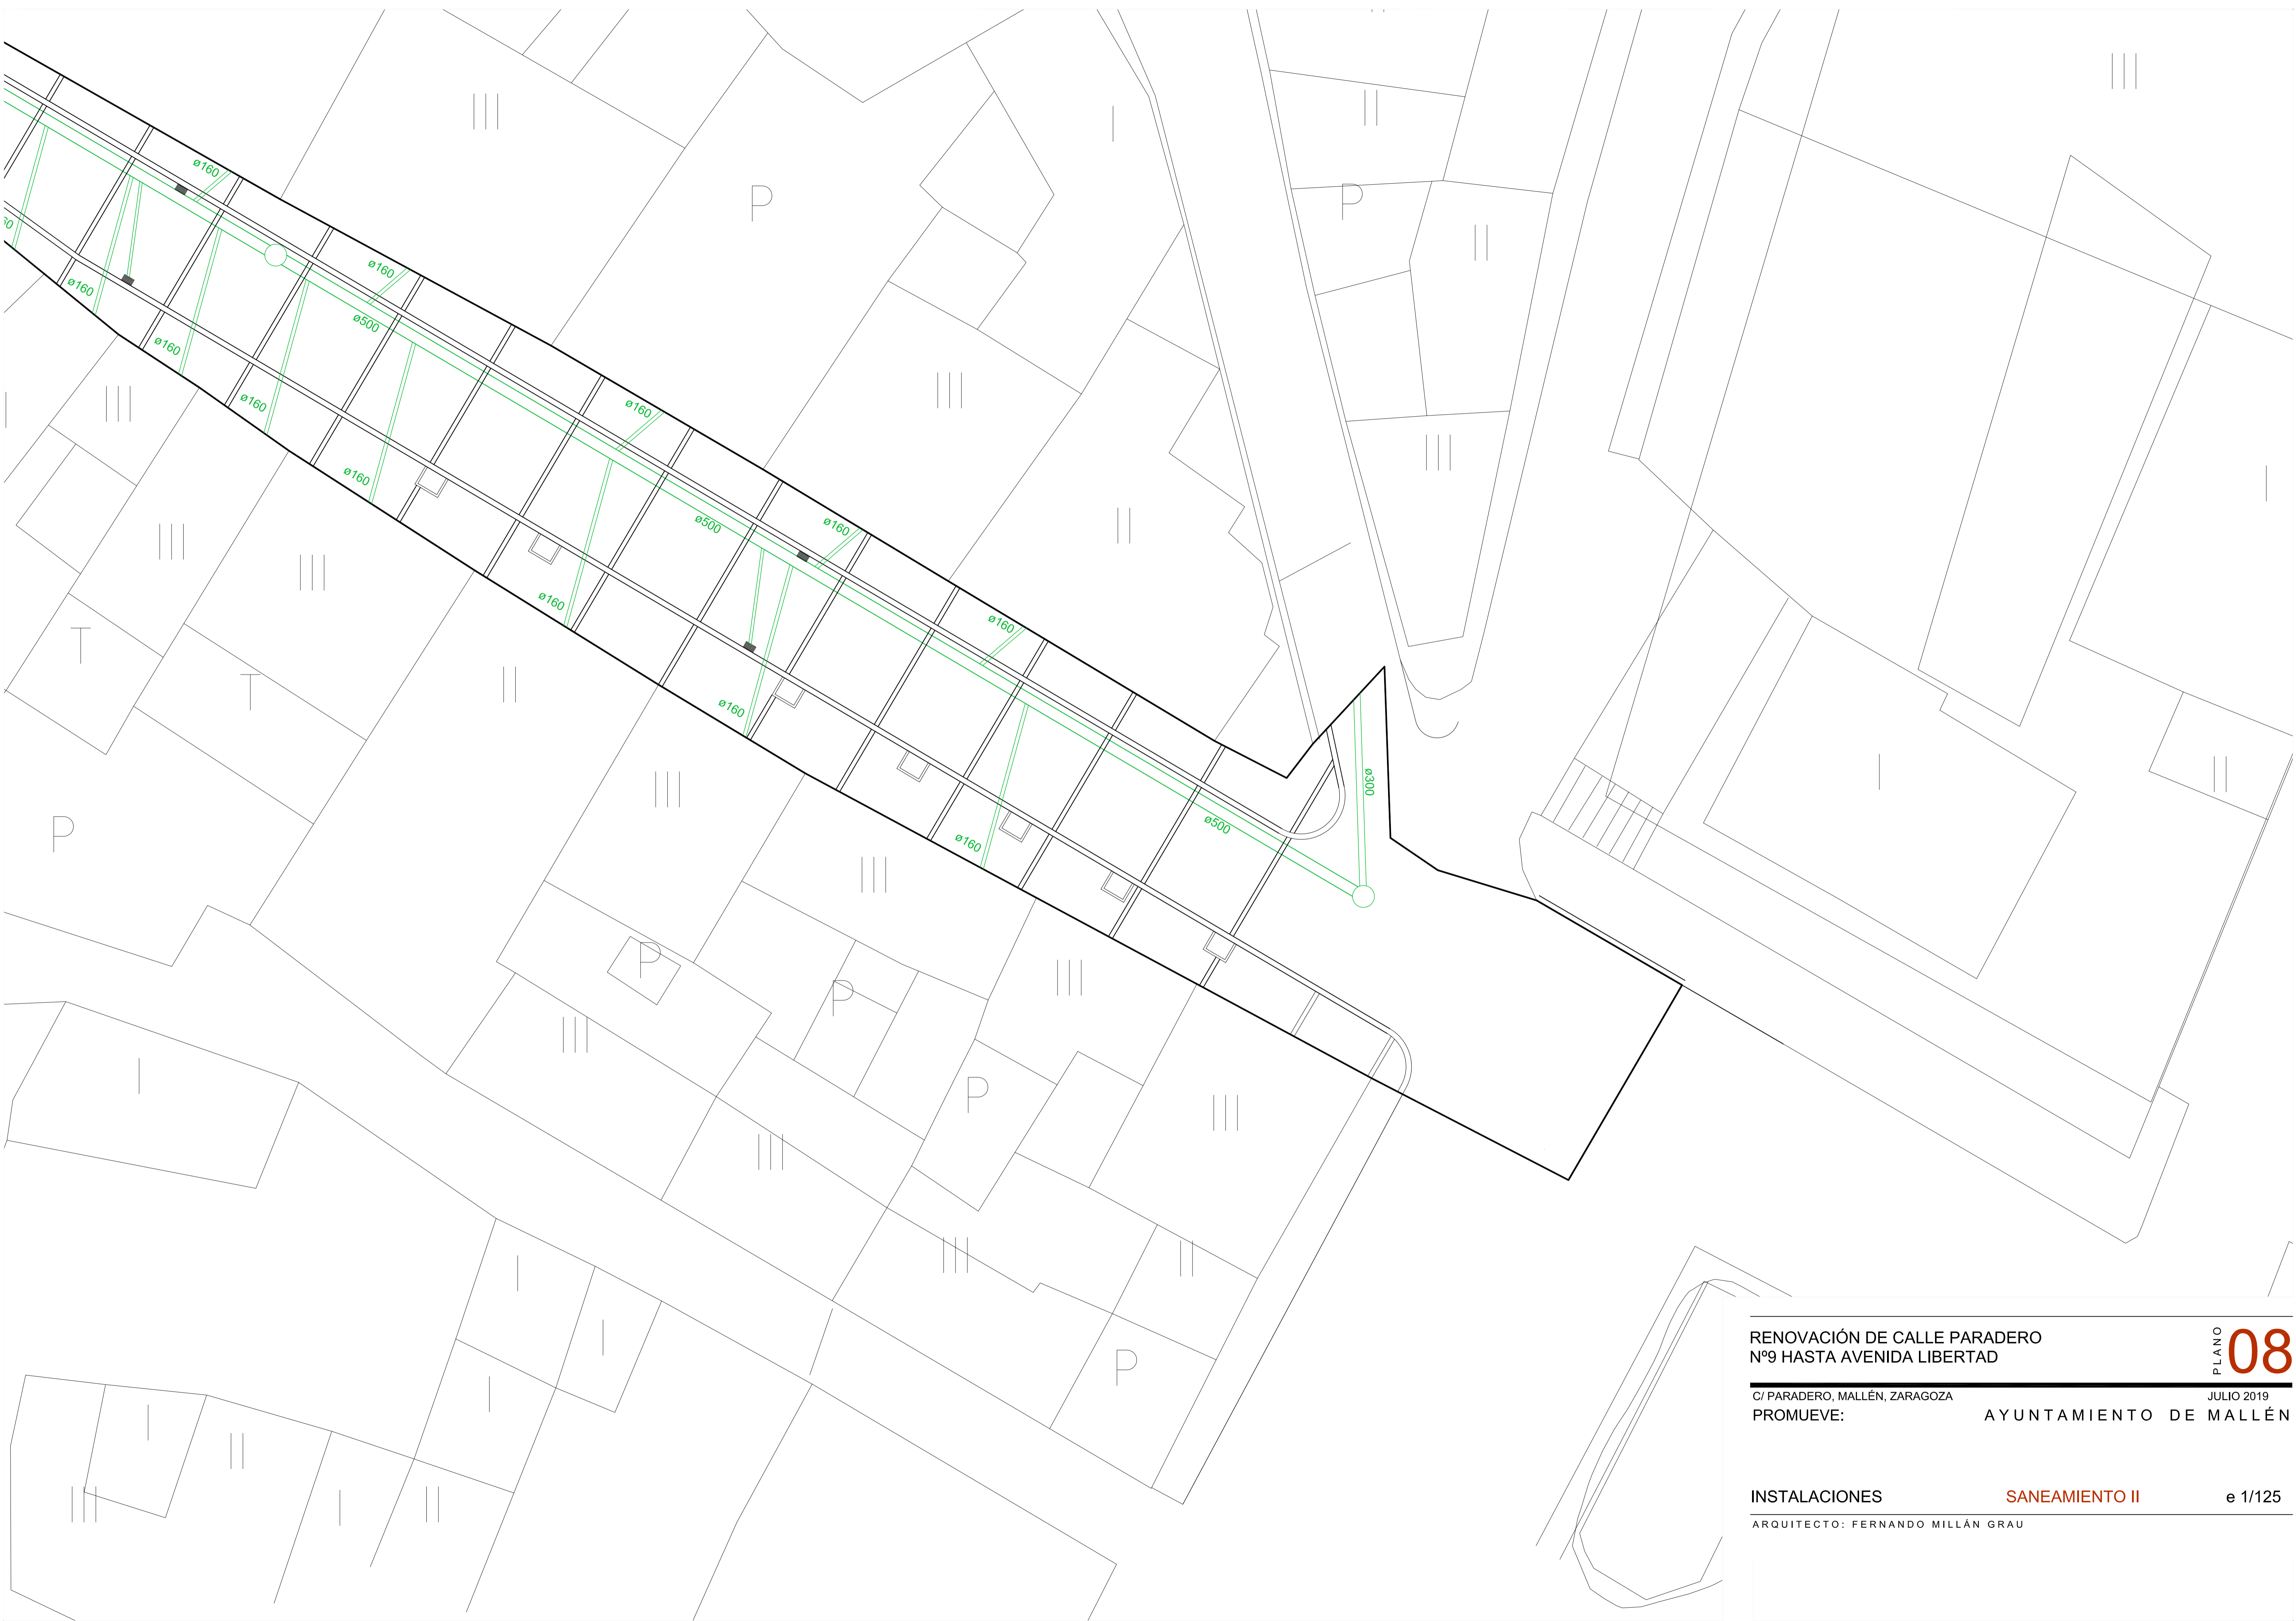 ø160
ø160
ø160
ø500
ø160
ø160
ø160
ø160
ø160
ø500
ø160
ø160
ø160
ø160
ø300
ø500
ø160
60
III
P
I
II
P
II
III
III
I
III
II
III
I
III
III
T
T
II
III
P
III
P
P
III
P
III
III
III
III
II
P
I
II
I
I
I
I
I
II
III
I
II
RENOVACIÓN DE CALLE PARADERO
Nº9 HASTA AVENIDA LIBERTAD
PLANO
08
C/ PARADERO, MALLÉN, ZARAGOZA
JULIO 2019
PROMUEVE: AYUNTAMIENTO DE MALLÉN
INSTALACIONES SANEAMIENTO II e 1/125
ARQUITECTO: FERNANDO MILLÁN GRAU